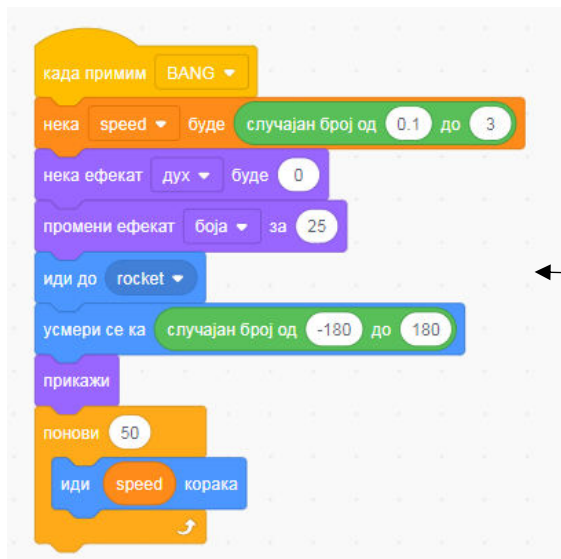 када примим BANG
нека speed буде случајан број од 0.1 до 3
нека ефекат дух буде 0
промени ефекат боја за 25
иди до rocket
усмери се ка случајан број од -180 до 180
прикажи
понови 50
иди speed корака